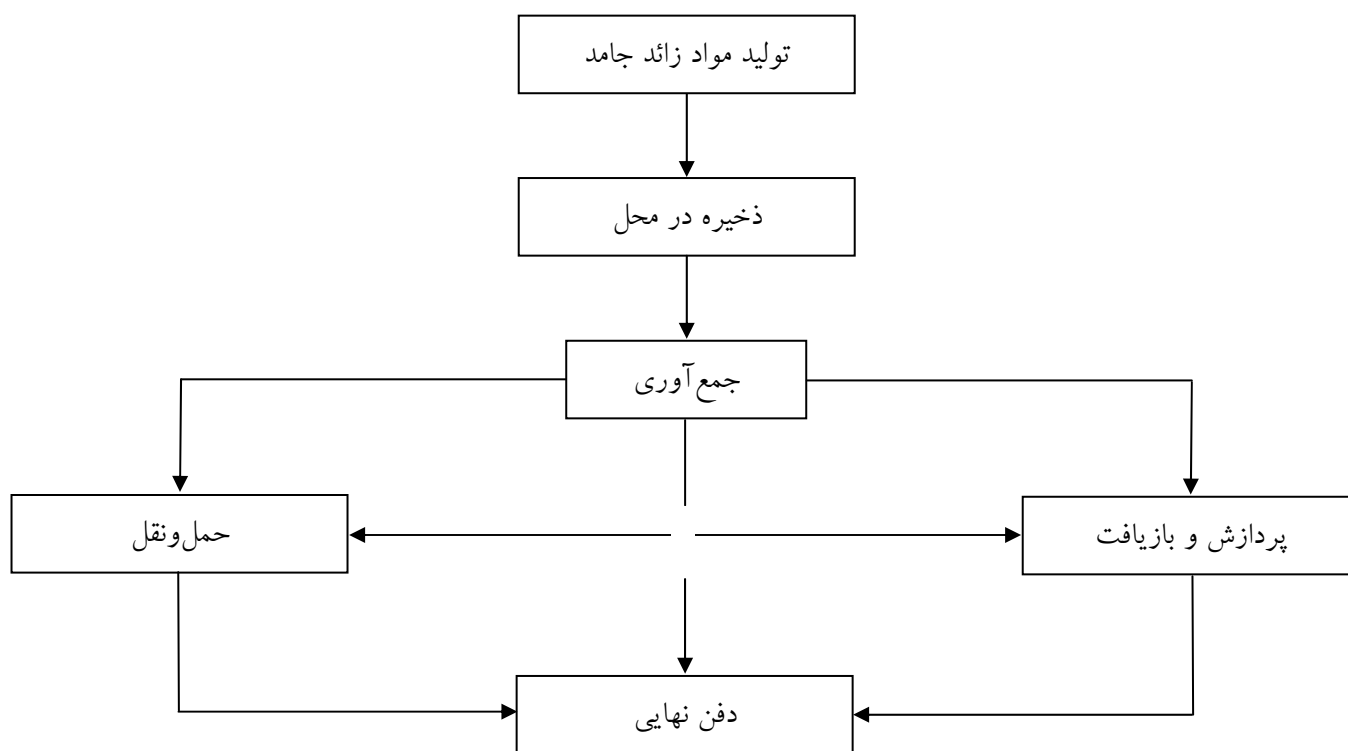 تولید مواد زائد جامد
ذخیره در محل
جمع‌آوری
حمل‌ونقل
پردازش و بازیافت
دفن نهایی